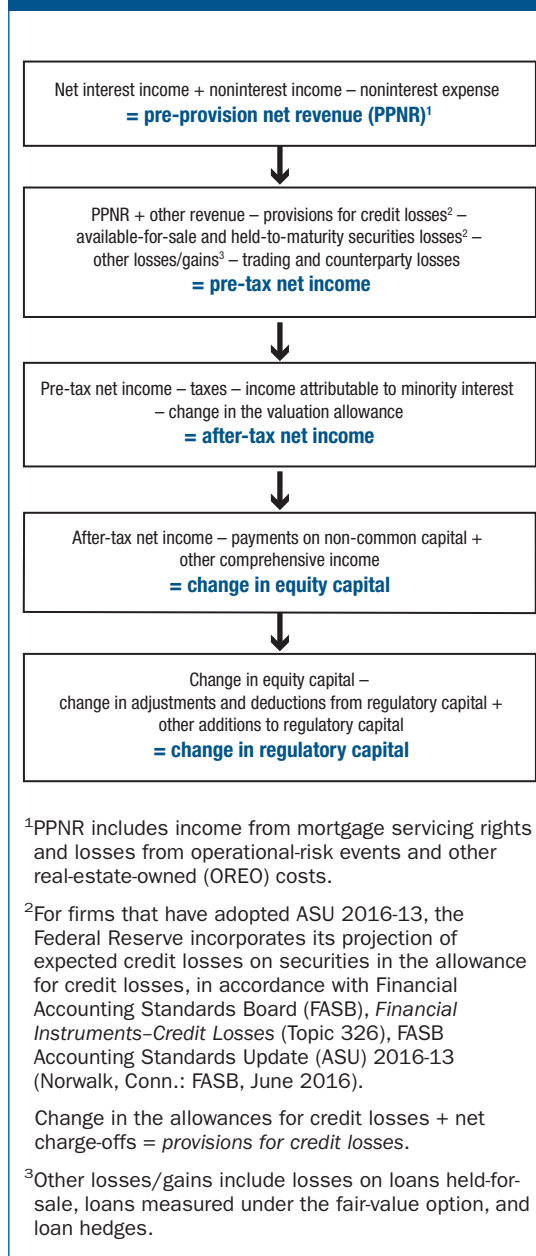 Net interest income + noninterest income – noninterest expense
= pre-provision net revenue (PPNR)¹
PPNR + other revenue – provisions for credit losses² –
available-for-sale and held-to-maturity securities losses² –
other losses/gains³ – trading and counterparty losses
= pre-tax net income
Pre-tax net income – taxes – income attributable to minority interest
– change in the valuation allowance
= after-tax net income
After-tax net income – payments on non-common capital +
other comprehensive income
= change in equity capital
Change in equity capital –
change in adjustments and deductions from regulatory capital +
other additions to regulatory capital
= change in regulatory capital
¹PPNR includes income from mortgage servicing rights
and losses from operational-risk events and other
real-estate-owned (OREO) costs.
²For firms that have adopted ASU 2016-13, the
Federal Reserve incorporates its projection of
expected credit losses on securities in the allowance
for credit losses, in accordance with Financial
Accounting Standards Board (FASB), Financial
Instruments–Credit Losses (Topic 326), FASB
Accounting Standards Update (ASU) 2016-13
(Norwalk, Conn.: FASB, June 2016).
Change in the allowances for credit losses + net
charge-offs = provisions for credit losses.
³Other losses/gains include losses on loans held-for-
sale, loans measured under the fair-value option, and
loan hedges.